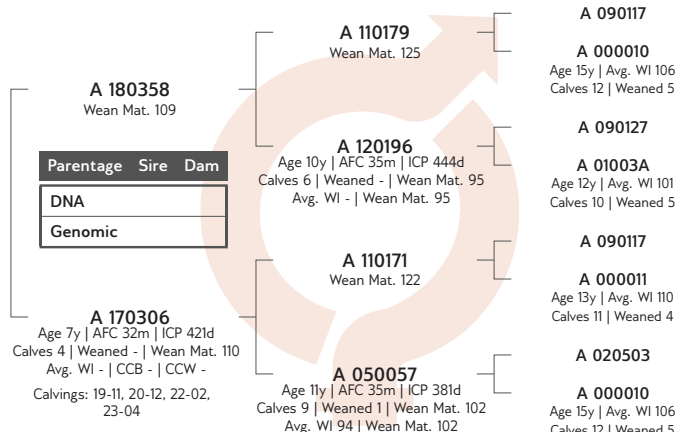 A 180358
Wean Mat. 109
Parentage Sire Dam
DNA
Genomic
A 170306
Age 7y | AFC 32m | ICP 421d
Calves 4 | Weaned - | Wean Mat. 110
Avg. WI - | CCB - | CCW -
Calvings: 19-11, 20-12, 22-02,
23-04
A 110179
Wean Mat. 125
A 120196
Age 10y | AFC 35m | ICP 444d
Calves 6 | Weaned - | Wean Mat. 95
Avg. WI - | Wean Mat. 95
A 110171
Wean Mat. 122
A 050057
Age 11y | AFC 35m | ICP 381d
Calves 9 | Weaned 1 | Wean Mat. 102
Avg. WI 94 | Wean Mat. 102
A 090117
A 000010
Age 15y | Avg. WI 106
Calves 12 | Weaned 5
A 090127
A 01003A
Age 12y | Avg. WI 101
Calves 10 | Weaned 5
A 090117
A 000011
Age 13y | Avg. WI 110
Calves 11 | Weaned 4
A 020503
A 000010
Age 15y | Avg. WI 106
Calves 12 | Weaned 5